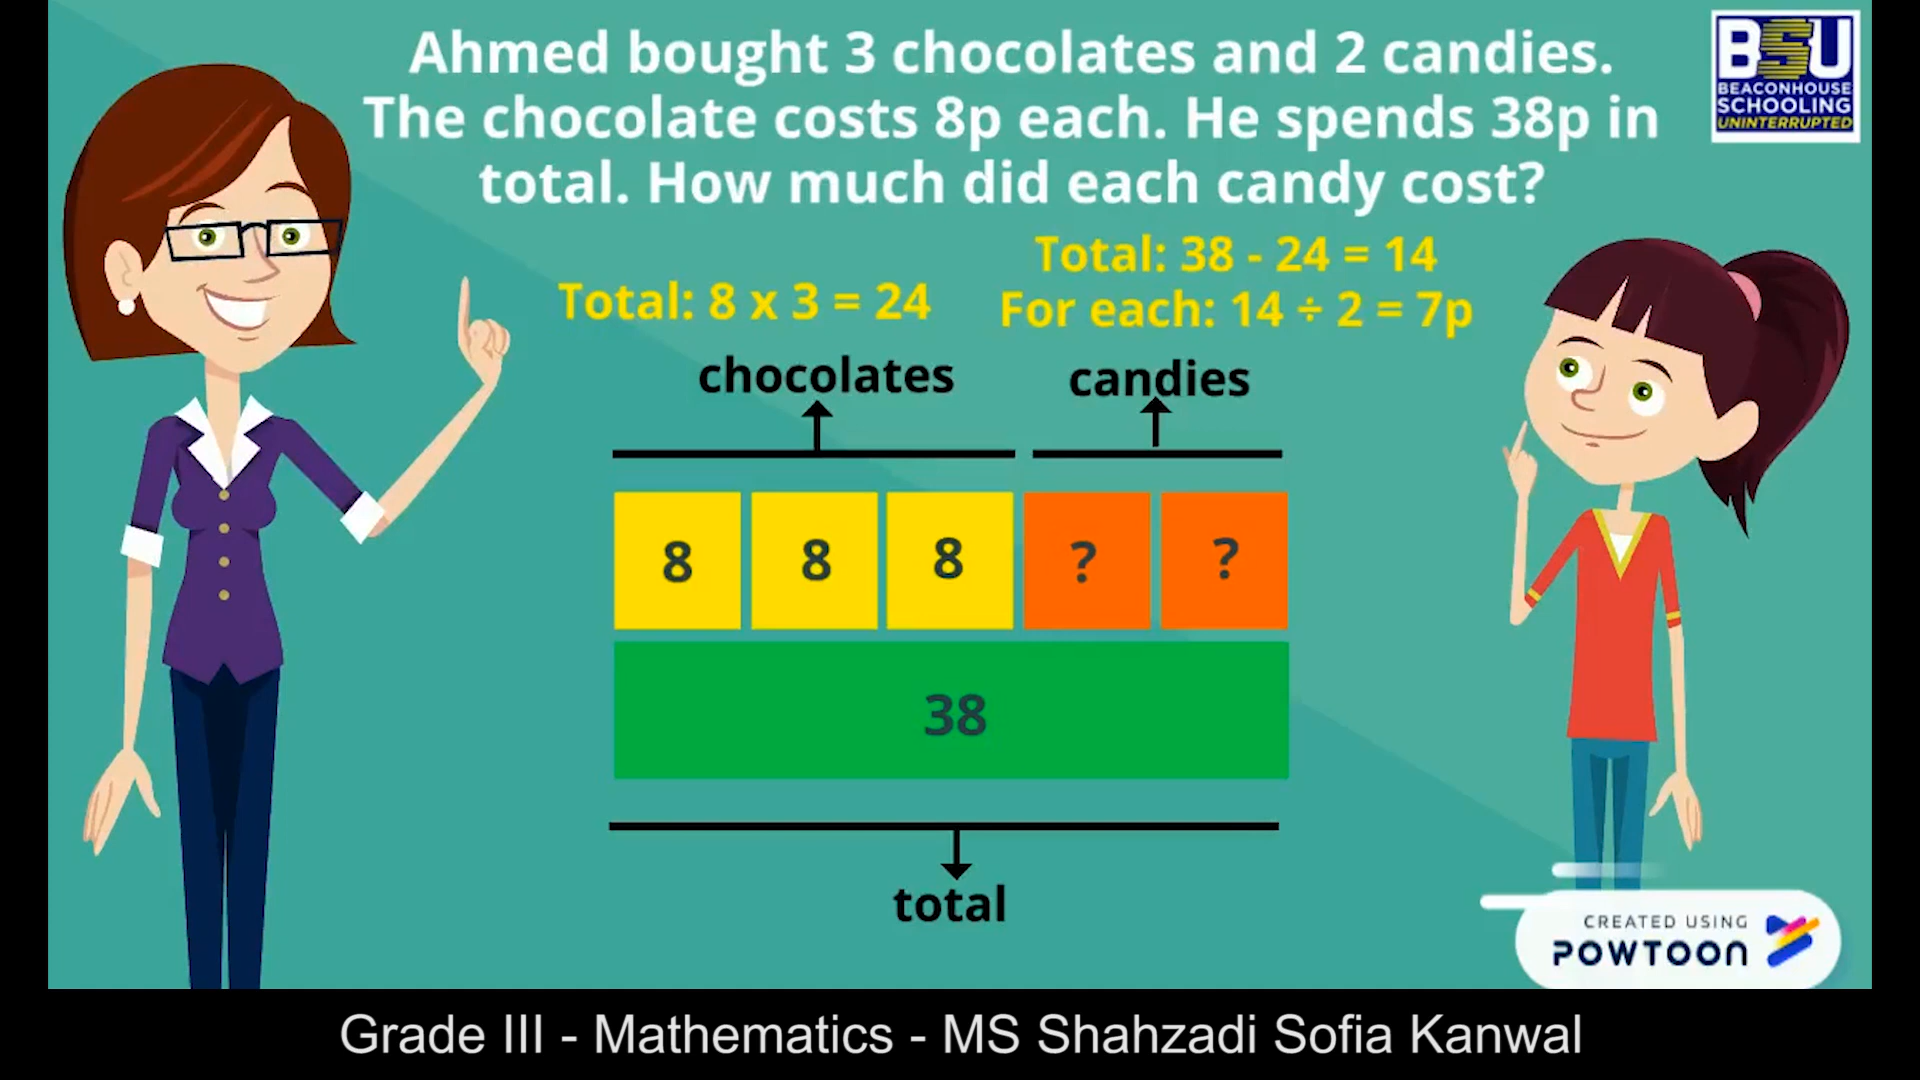 Ahmed bought 3 chocolates and 2 candies.
The chocolate costs 8p each. He spends 38p in
total. How much did each candy cost?
BSU
BEACONHOUSE
SCHOOLING
UNINTERRUPTED
Total: 8 x 3 = 24
Total: 38 - 24 = 14
For each: 14 ÷ 2 = 7p
chocolates
candies
8 8 8 ? ?
38
total
CREATED USING
POWTOON
Grade III - Mathematics - MS Shahzadi Sofia Kanwal